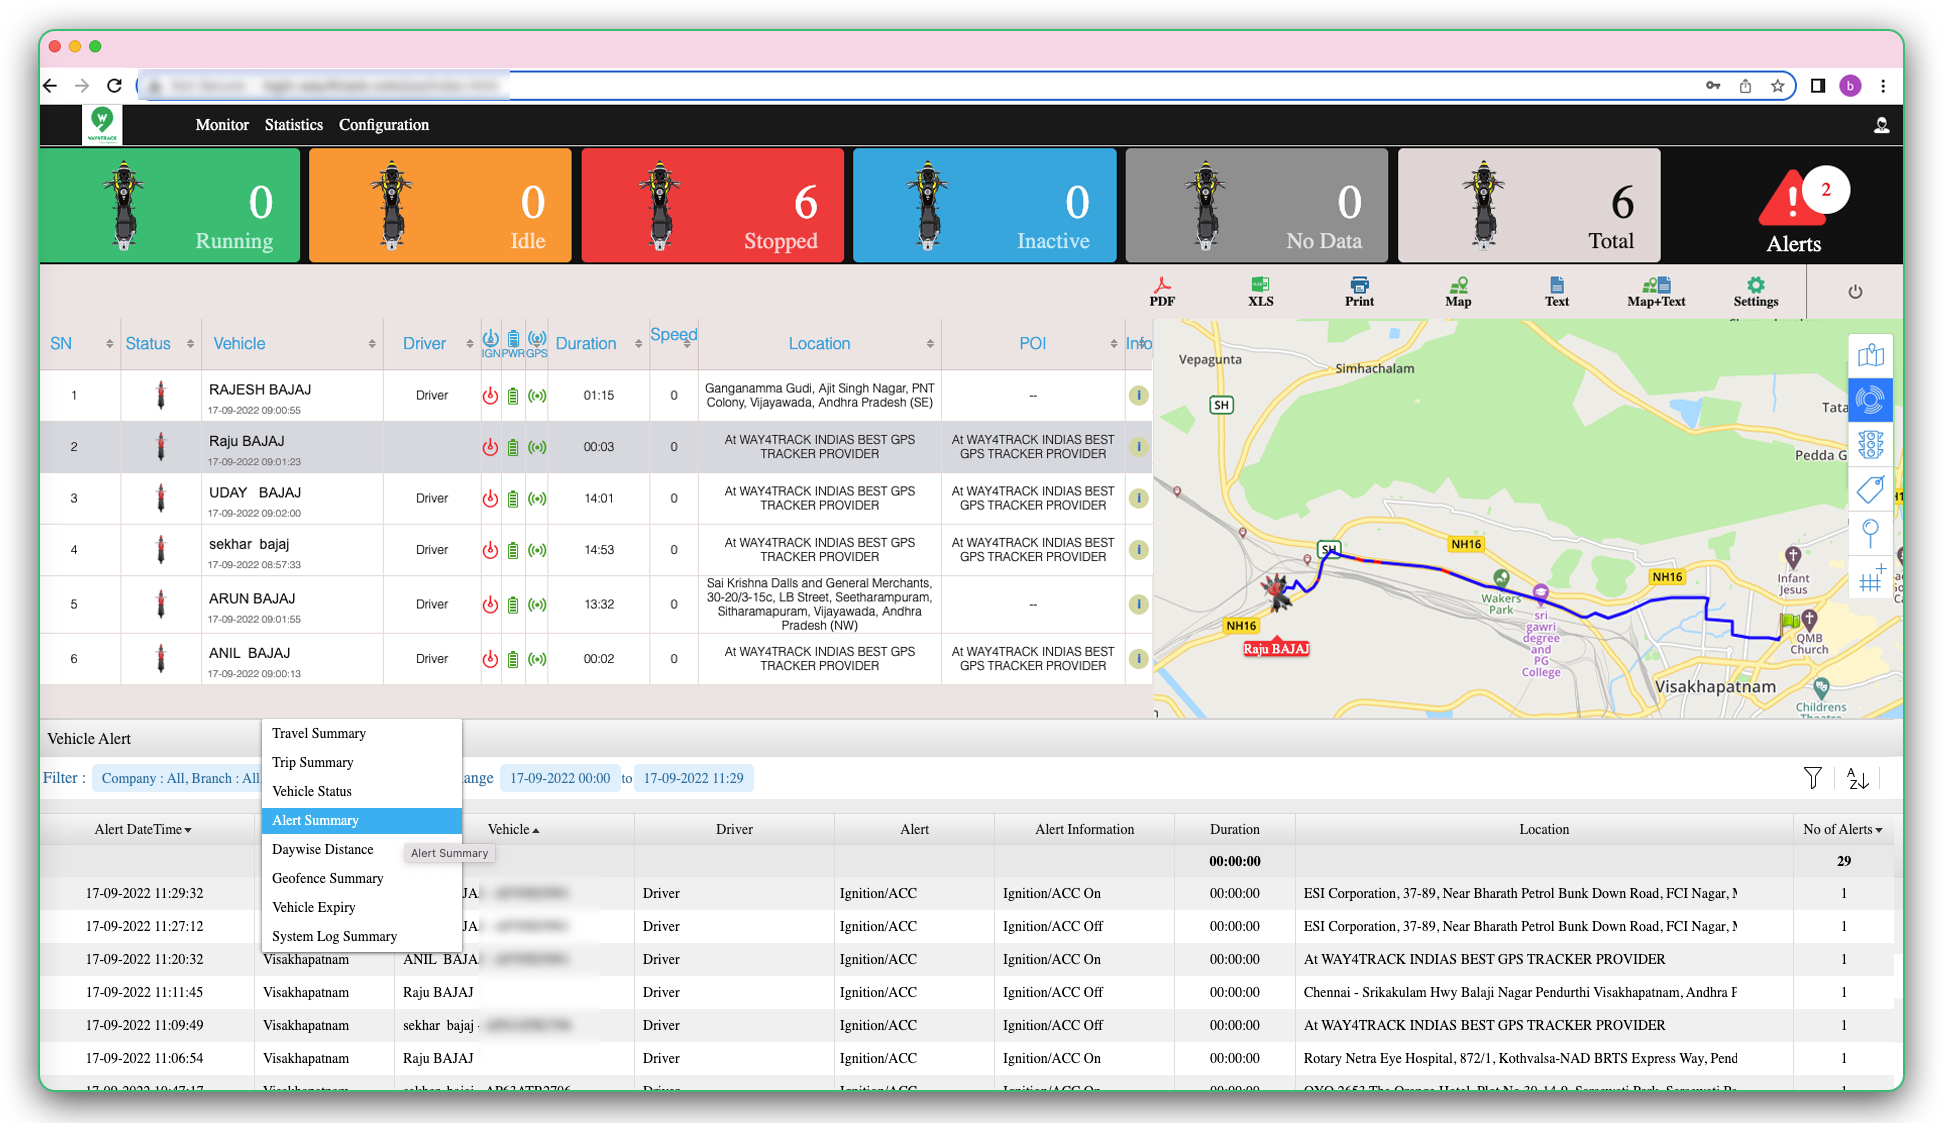 b
W
WAY4TRACK
Monitor Statistics Configuration
0
Running
0
Idle
6
Stopped
0
Inactive
0
No Data
6
Total
2
Alerts
PDF XLS Print Map Text Map+Text Settings
SN Status Vehicle Driver IGN PWR GPS Duration Speed Location POI Info
1 RAJESH BAJAJ Driver 01:15 0 Ganganamma Gudi, Ajit Singh Nagar, PNT --
17-09-2022 09:00:55 Colony, Vijayawada, Andhra Pradesh (SE)
2 Raju BAJAJ 00:03 0 At WAY4TRACK INDIAS BEST GPS At WAY4TRACK INDIAS BEST
17-09-2022 09:01:23 TRACKER PROVIDER GPS TRACKER PROVIDER
3 UDAY BAJAJ Driver 14:01 0 At WAY4TRACK INDIAS BEST GPS At WAY4TRACK INDIAS BEST
17-09-2022 09:02:00 TRACKER PROVIDER GPS TRACKER PROVIDER
4 sekhar bajaj Driver 14:53 0 At WAY4TRACK INDIAS BEST GPS At WAY4TRACK INDIAS BEST
17-09-2022 08:57:33 TRACKER PROVIDER GPS TRACKER PROVIDER
5 ARUN BAJAJ Driver 13:32 0 Sai Krishna Dalls and General Merchants, --
30-20/3-15c, LB Street, Seetharampuram,
17-09-2022 09:01:55 Sitharamapuram, Vijayawada, Andhra
Pradesh (NW)
6 ANIL BAJAJ Driver 00:02 0 At WAY4TRACK INDIAS BEST GPS At WAY4TRACK INDIAS BEST
17-09-2022 09:00:13 TRACKER PROVIDER GPS TRACKER PROVIDER
Vepagunta
Simhachalam
SH
Tata
Pedda G
SH
NH16
NH16
Infant
Jesus
Wakers
Park
sri
gawri
degree
and
PG
College
NH16
QMB
Church
Raju BAJAJ
Visakhapatnam
Childrens
Theatre
Vehicle Alert
Travel Summary
Trip Summary
Vehicle Status
Alert Summary
Daywise Distance
Geofence Summary
Vehicle Expiry
System Log Summary
Alert Summary
Filter : Company : All, Branch : All ange 17-09-2022 00:00 to 17-09-2022 11:29
Alert DateTime Vehicle Driver Alert Alert Information Duration Location No of Alerts
00:00:00 29
17-09-2022 11:29:32 JA Driver Ignition/ACC Ignition/ACC On 00:00:00 ESI Corporation, 37-89, Near Bharath Petrol Bunk Down Road, FCI Nagar, 1
17-09-2022 11:27:12 JA Driver Ignition/ACC Ignition/ACC Off 00:00:00 ESI Corporation, 37-89, Near Bharath Petrol Bunk Down Road, FCI Nagar, 1
17-09-2022 11:20:32 Visakhapatnam ANIL BAJA Driver Ignition/ACC Ignition/ACC On 00:00:00 At WAY4TRACK INDIAS BEST GPS TRACKER PROVIDER 1
17-09-2022 11:11:45 Visakhapatnam Raju BAJAJ Driver Ignition/ACC Ignition/ACC Off 00:00:00 Chennai - Srikakulam Hwy Balaji Nagar Pendurthi Visakhapatnam, Andhra P 1
17-09-2022 11:09:49 Visakhapatnam sekhar bajaj - Driver Ignition/ACC Ignition/ACC Off 00:00:00 At WAY4TRACK INDIAS BEST GPS TRACKER PROVIDER 1
17-09-2022 11:06:54 Visakhapatnam Raju BAJAJ Driver Ignition/ACC Ignition/ACC On 00:00:00 Rotary Netra Eye Hospital, 872/1, Kothvalsa-NAD BRTS Express Way, Pend 1